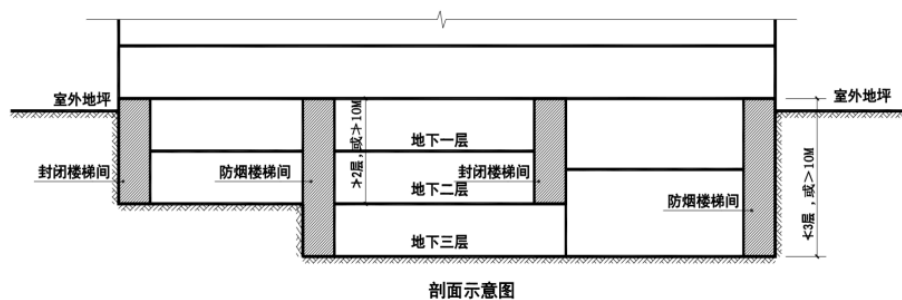 室外地坪
室外地坪
≯2层,或≯10M
地下一层
封闭楼梯间
防烟楼梯间
地下二层
封闭楼梯间
防烟楼梯间
≮3层,或>10M
地下三层
剖面示意图